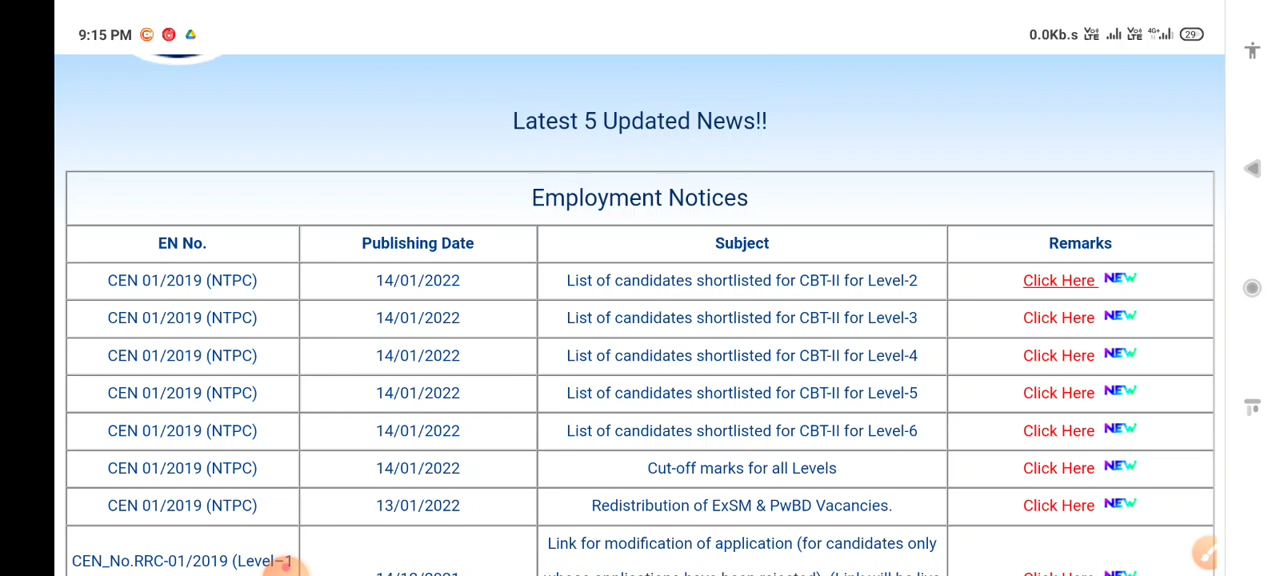 9:15 PM 0.0Kb.s Vo) LTE Vo) LTE 4G+ 29
Latest 5 Updated News!!
Employment Notices
EN No. Publishing Date Subject Remarks
CEN 01/2019 (NTPC) 14/01/2022 List of candidates shortlisted for CBT-II for Level-2 Click Here NEW
CEN 01/2019 (NTPC) 14/01/2022 List of candidates shortlisted for CBT-II for Level-3 Click Here NEW
CEN 01/2019 (NTPC) 14/01/2022 List of candidates shortlisted for CBT-II for Level-4 Click Here NEW
CEN 01/2019 (NTPC) 14/01/2022 List of candidates shortlisted for CBT-II for Level-5 Click Here NEW
CEN 01/2019 (NTPC) 14/01/2022 List of candidates shortlisted for CBT-II for Level-6 Click Here NEW
CEN 01/2019 (NTPC) 14/01/2022 Cut-off marks for all Levels Click Here NEW
CEN 01/2019 (NTPC) 13/01/2022 Redistribution of ExSM & PwBD Vacancies. Click Here NEW
Link for modification of application (for candidates only
CEN_No.RRC-01/2019 (Level–1